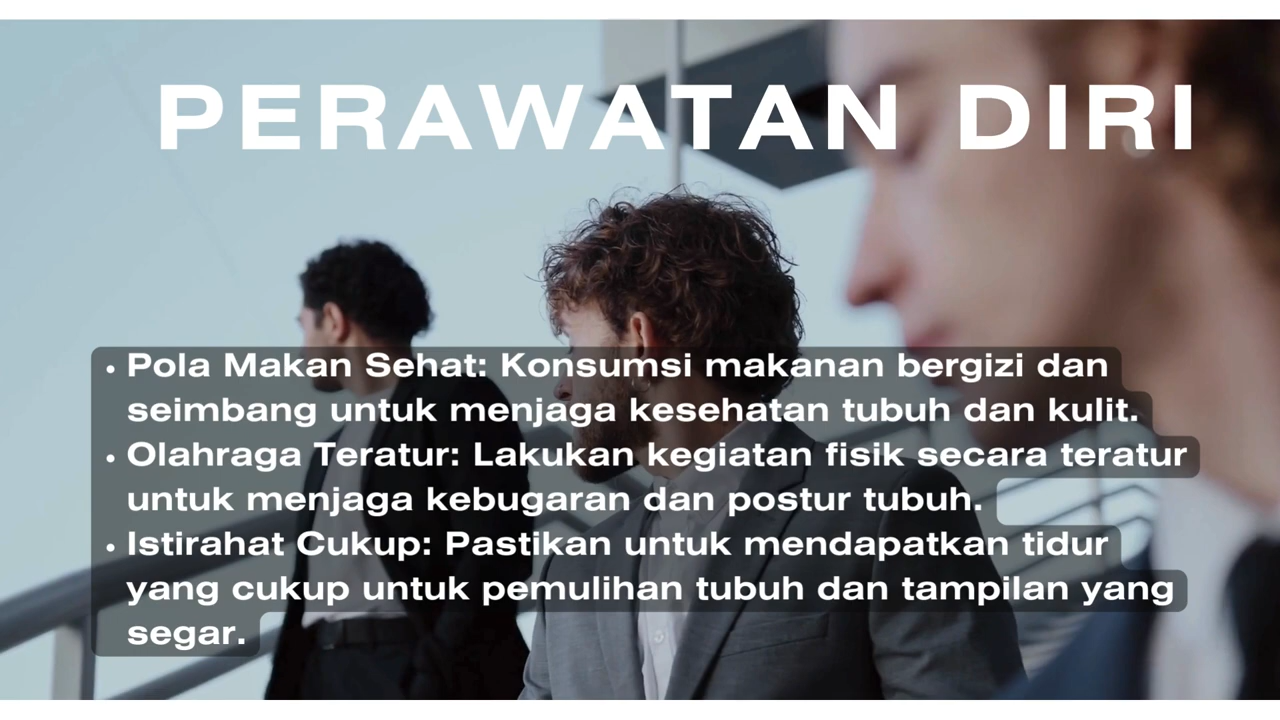 PERAWATAN DIRI
• Pola Makan Sehat: Konsumsi makanan bergizi dan
seimbang untuk menjaga kesehatan tubuh dan kulit.
• Olahraga Teratur: Lakukan kegiatan fisik secara teratur
untuk menjaga kebugaran dan postur tubuh.
• Istirahat Cukup: Pastikan untuk mendapatkan tidur
yang cukup untuk pemulihan tubuh dan tampilan yang
segar.